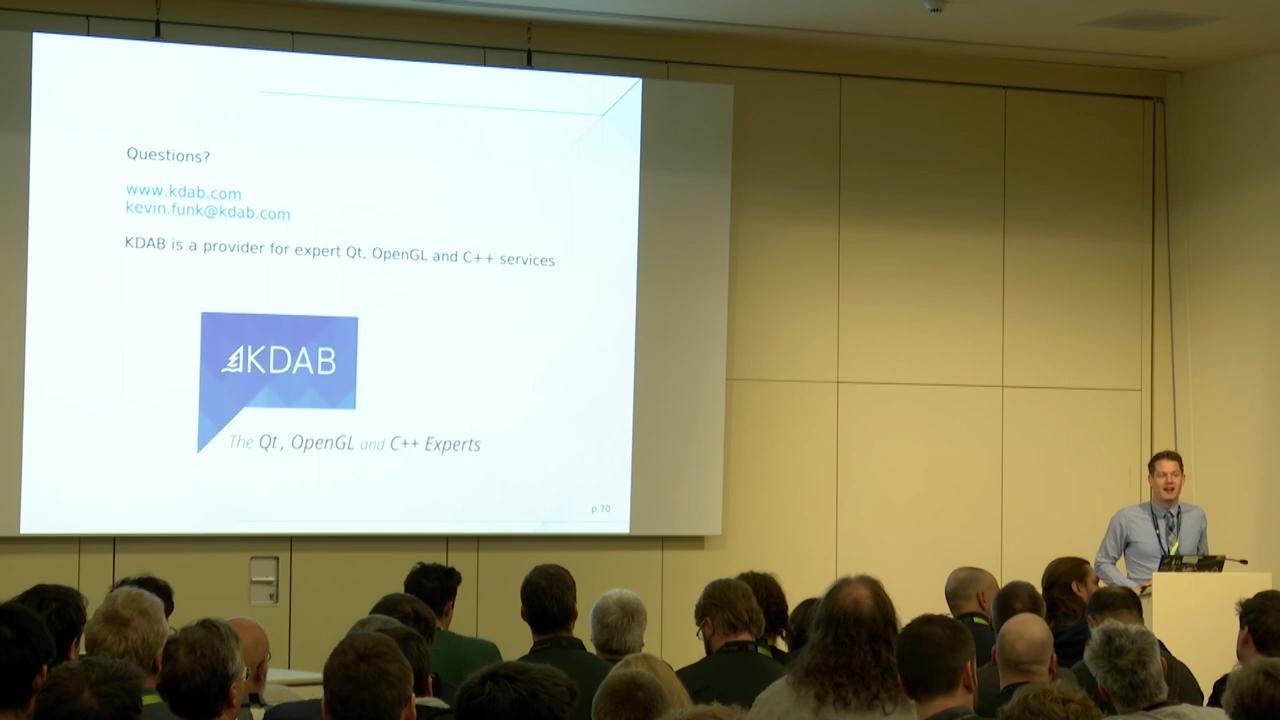 Questions?
www.kdab.com
kevin.funk@kdab.com
KDAB is a provider for expert Qt, OpenGL and C++ services
KDAB
The Qt, OpenGL and C++ Experts
p.70